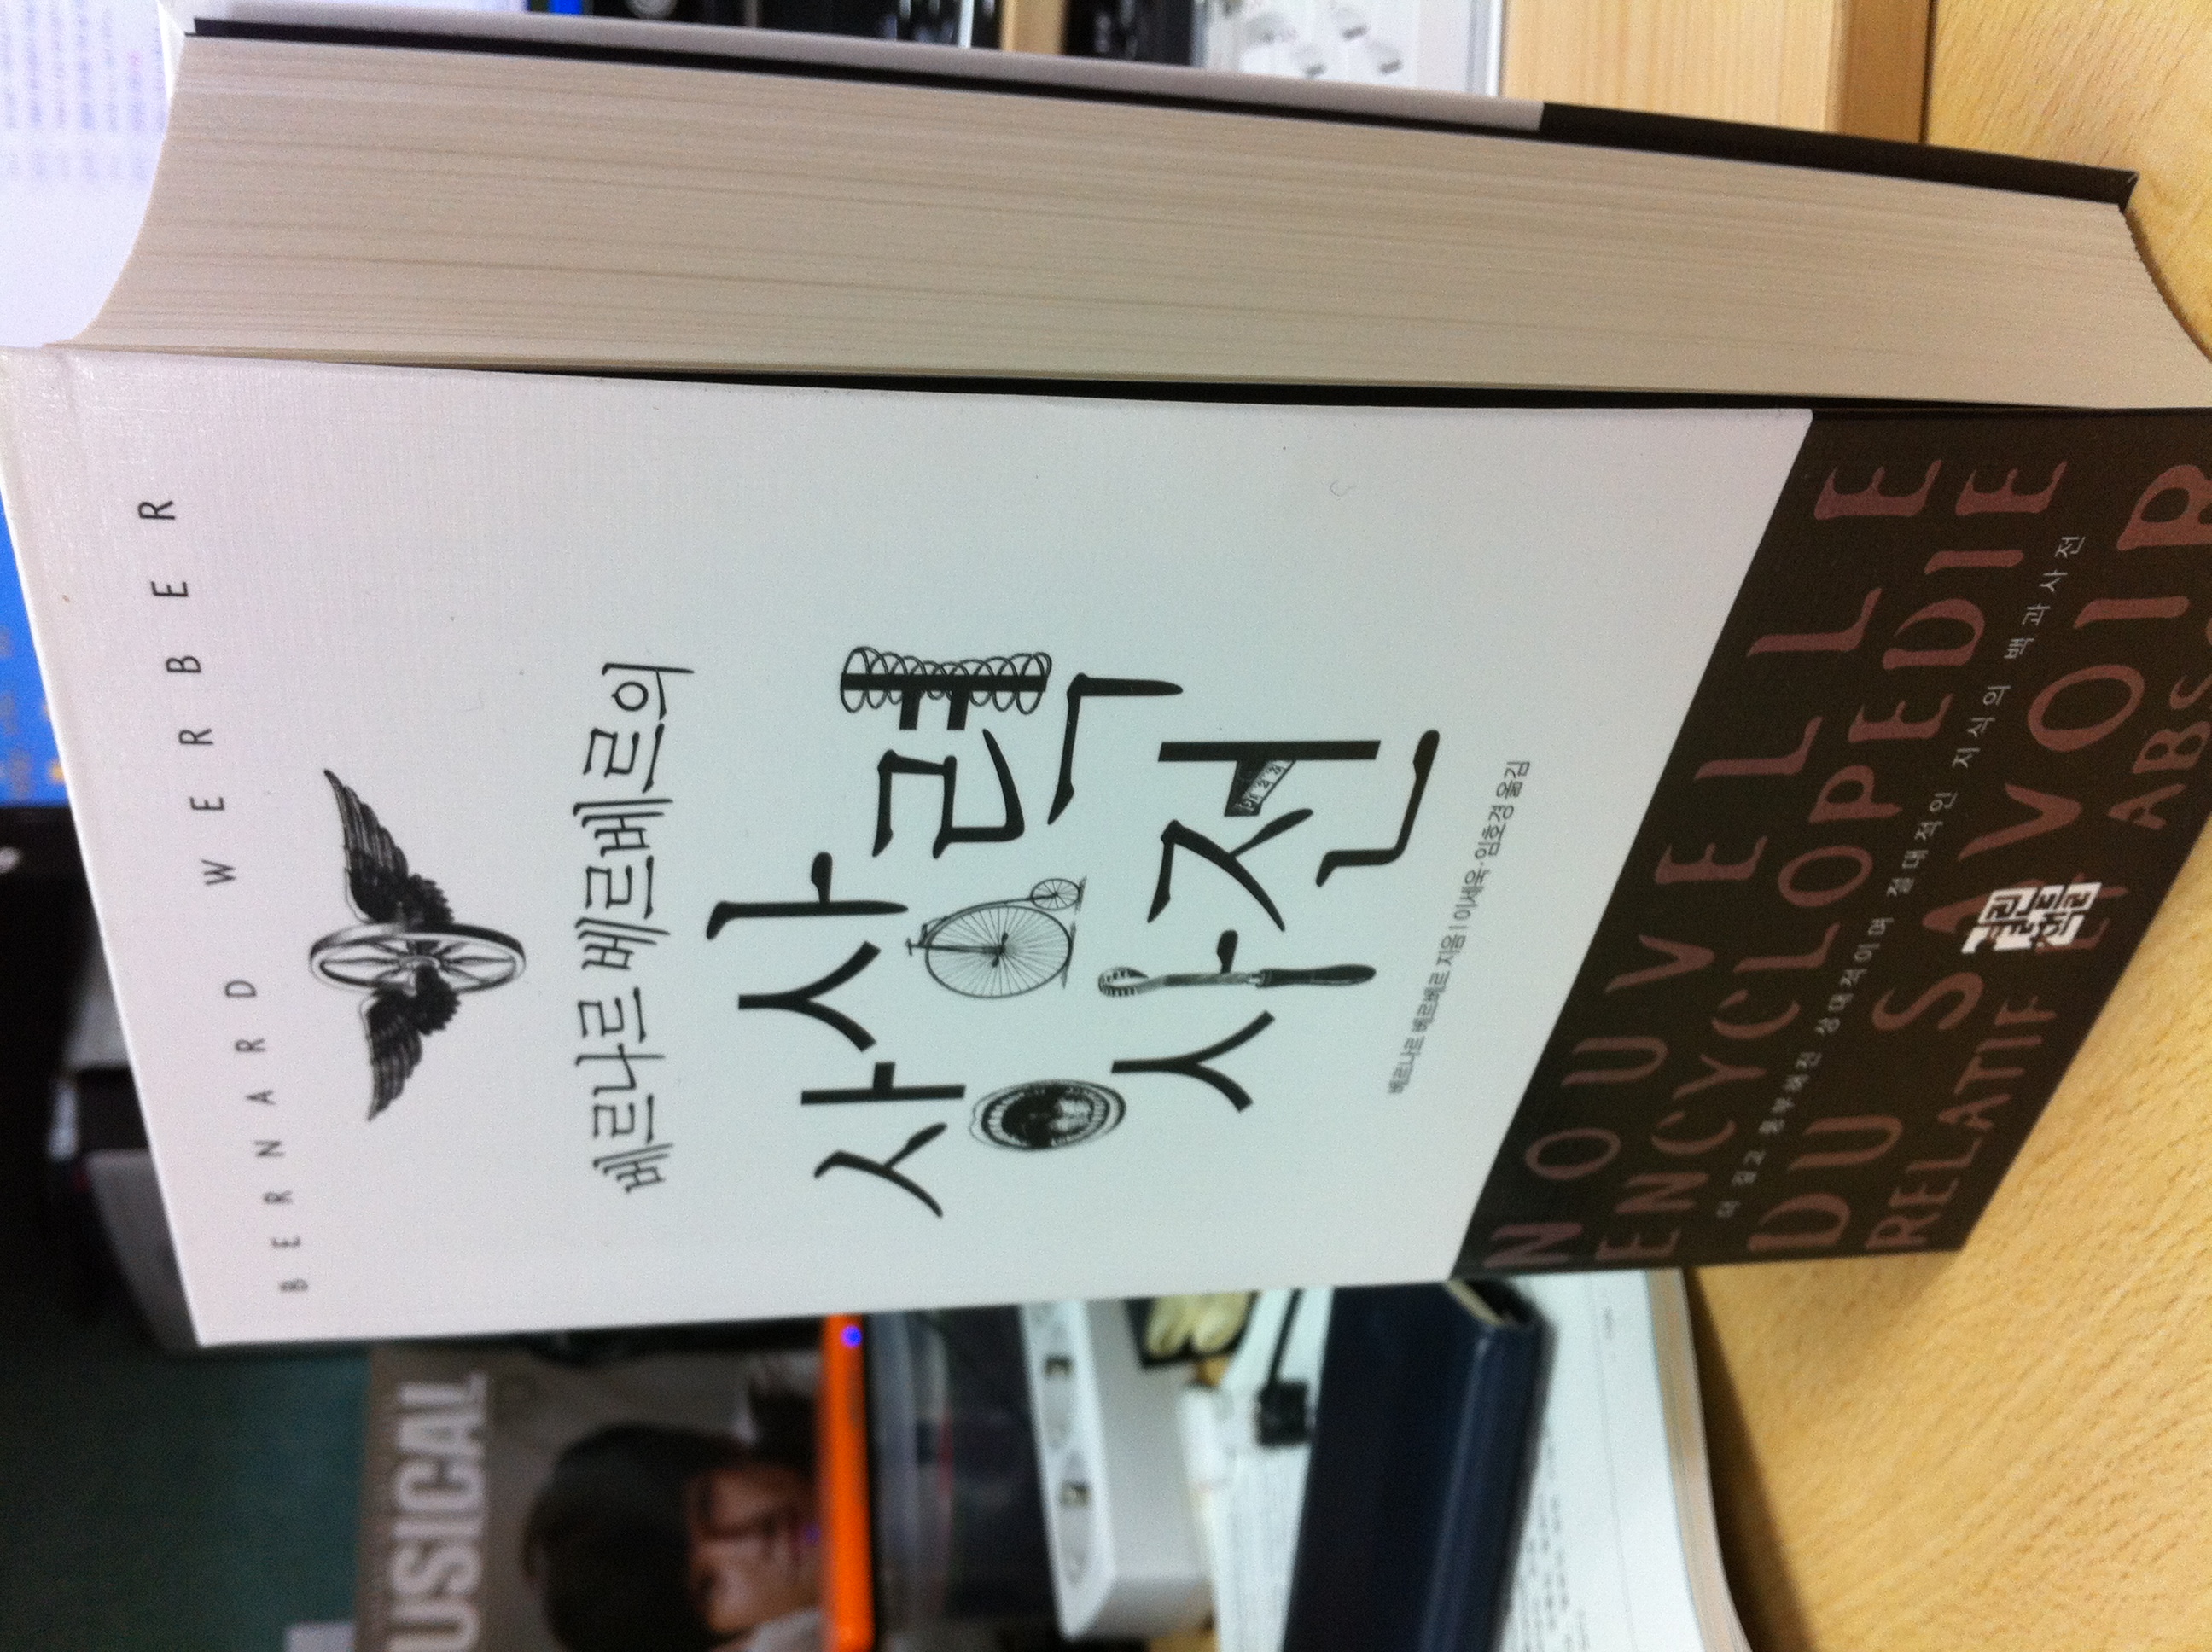 BERNARD WERBER
베르나르 베르베르의
상상력
사전
베르나르 베르베르 지음 | 이세욱·임호경 옮김
NOUVELLE
ENCYCLOPEDIE
더 깊고 풍부해진 상대적이며 절대적인 지식의 백과사전
DU SAVOIR
RELATIF ET ABS
열린책들
USICAL